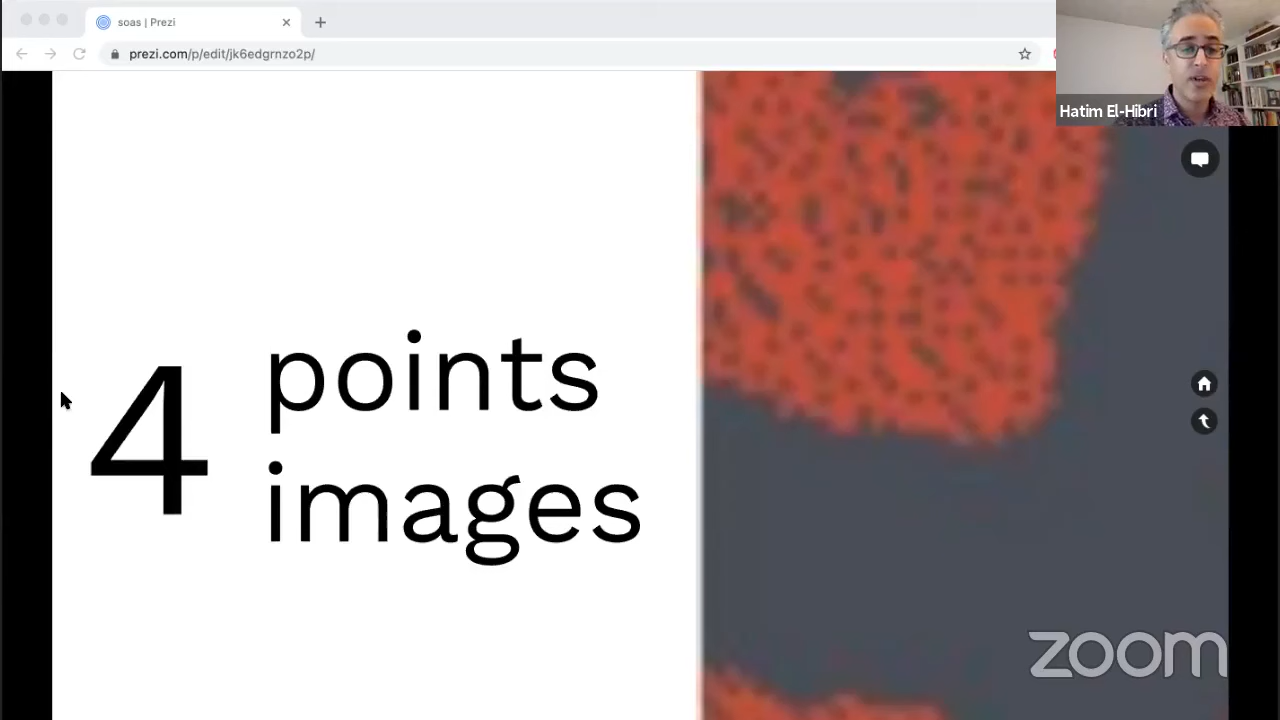 soas | Prezi
prezi.com/p/edit/jk6edgrnzo2p/
Hatim El-Hibri
4
points
images
zoom